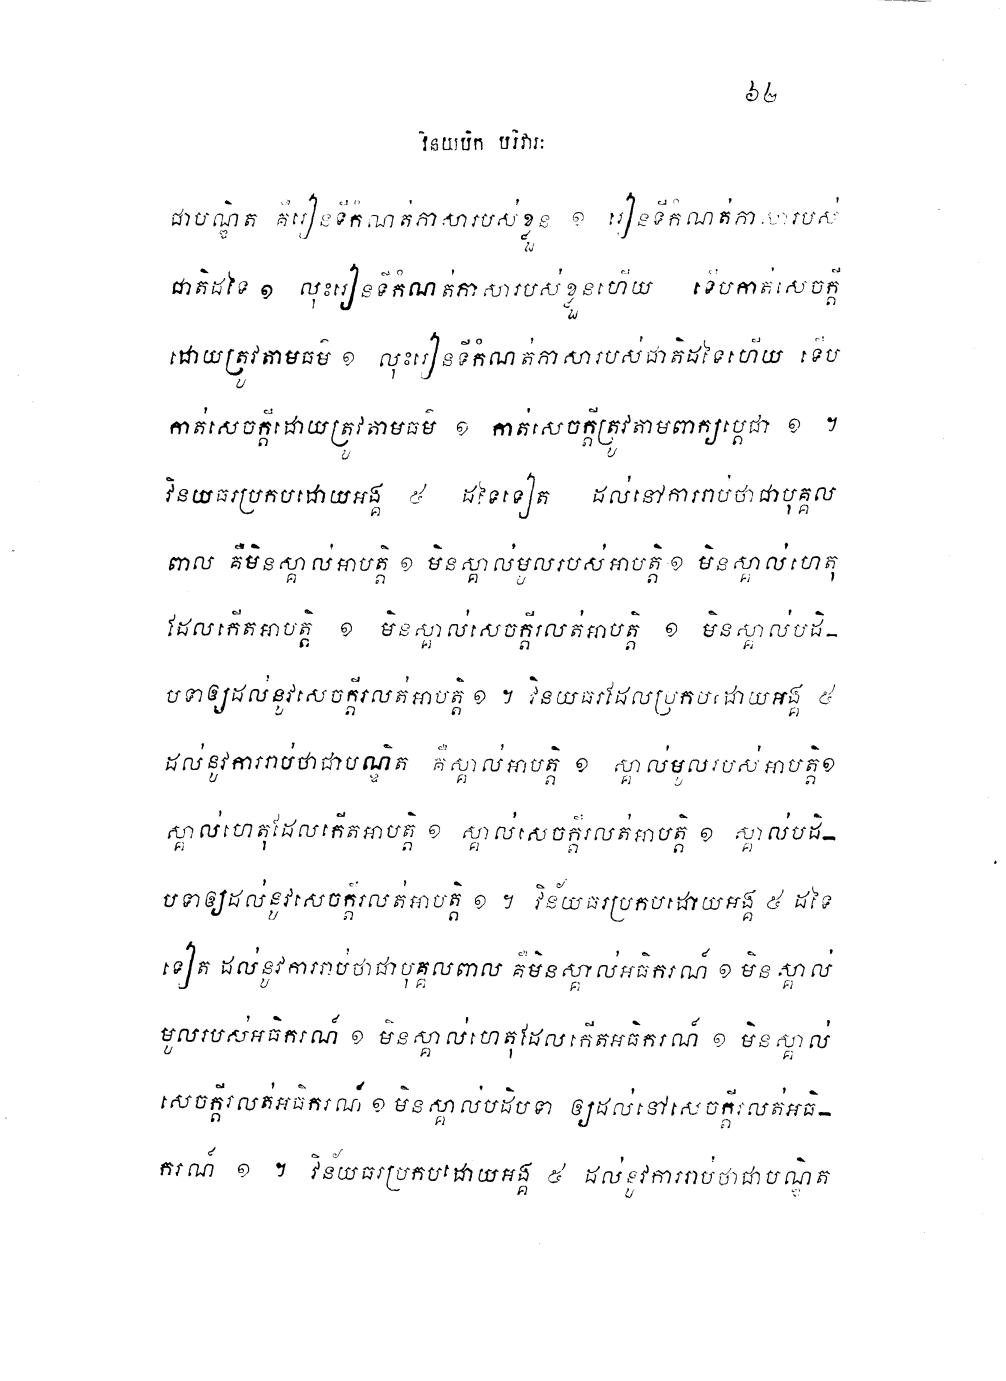 ៦២
វិនយបិក បរិវារៈ
ជាបណ្ឌិត គឺរៀនទីកំណត់ភាសារបស់ខ្លួន ១ រៀនទីកំណត់ភាសារបស់
ជាតិដទៃ ១ លុះរៀនទីកំណត់ភាសារបស់ខ្លួនហើយ ទើបកាត់សេចក្តី
ដោយត្រូវតាមធម៌ ១ លុះរៀនទីកំណត់ភាសារបស់ជាតិដទៃហើយ ទើប
កាត់សេចក្តីដោយត្រូវតាមធម៌ ១ កាត់សេចក្តីត្រូវតាមពាក្យប្តេជ្ញា ១ ។
វិនយធរប្រកបដោយអង្គ ៥ ដទៃទៀត ដល់នៅការរាប់ថាជាបុគ្គល
ពាល គឺមិនស្គាល់អាបត្តិ ១ មិនស្គាល់មូលរបស់អាបត្តិ ១ មិនស្គាល់ហេតុ
ដែលកើតអាបត្តិ ១ មិនស្គាល់សេចក្តីរលត់អាបត្តិ ១ មិនស្គាល់បដិ-
បទាឲ្យដល់នូវសេចក្តីរលត់អាបត្តិ ១ ។ វិនយធរដែលប្រកបដោយអង្គ ៥
ដល់នូវការរាប់ថាជាបណ្ឌិត គឺស្គាល់អាបត្តិ ១ ស្គាល់មូលរបស់អាបត្តិ១
ស្គាល់ហេតុដែលកើតអាបត្តិ ១ ស្គាល់សេចក្តីរលត់អាបត្តិ ១ ស្គាល់បដិ-
បទាឲ្យដល់នូវសេចក្តីរលត់អាបត្តិ ១ ។ វិន័យធរប្រកបដោយអង្គ ៥ ដទៃ
ទៀត ដល់នូវការរាប់ថាជាបុគ្គលពាល គឺមិនស្គាល់អធិករណ៍ ១ មិនស្គាល់
មូលរបស់អធិករណ៍ ១ មិនស្គាល់ហេតុដែលកើតអធិករណ៍ ១ មិនស្គាល់
សេចក្តីរលត់អធិករណ៍ ១ មិនស្គាល់បដិបទា ឲ្យដល់នៅសេចក្តីរលត់អធិ-
ករណ៍ ១ ។ វិន័យធរប្រកបដោយអង្គ ៥ ដល់នូវការរាប់ថាជាបណ្ឌិត